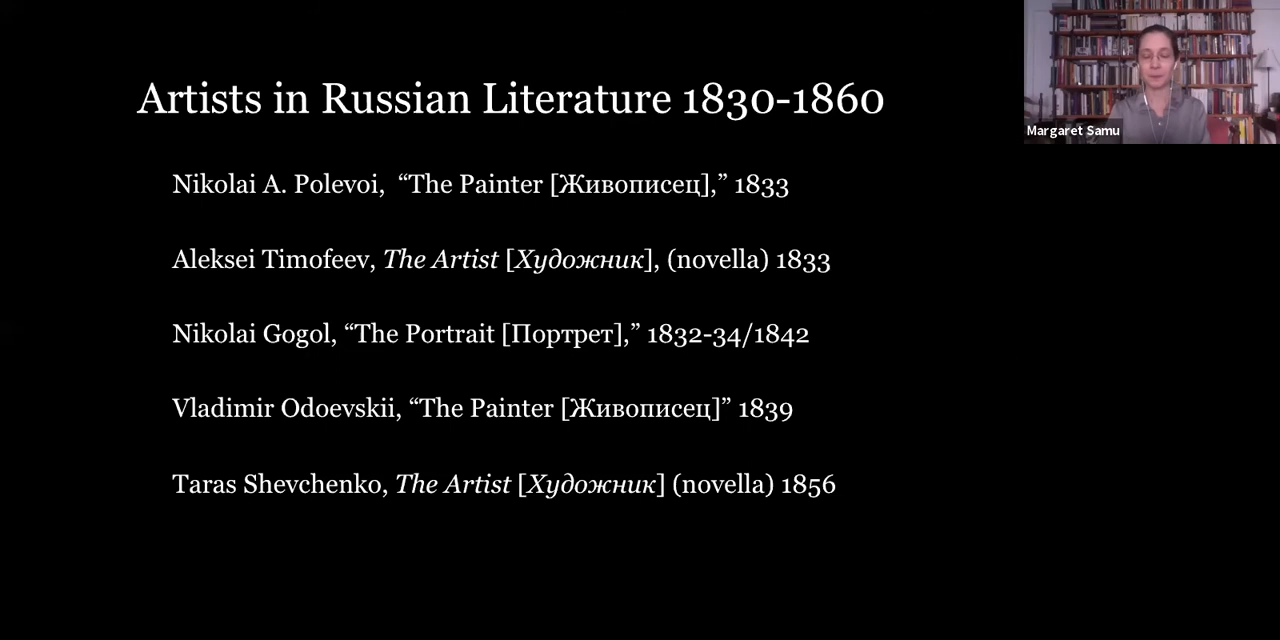 Artists in Russian Literature 1830-1860
Margaret Samu
Nikolai A. Polevoi, “The Painter [Живописец],” 1833
Aleksei Timofeev, The Artist [Художник], (novella) 1833
Nikolai Gogol, “The Portrait [Портрет],” 1832-34/1842
Vladimir Odoevskii, “The Painter [Живописец]” 1839
Taras Shevchenko, The Artist [Художник] (novella) 1856